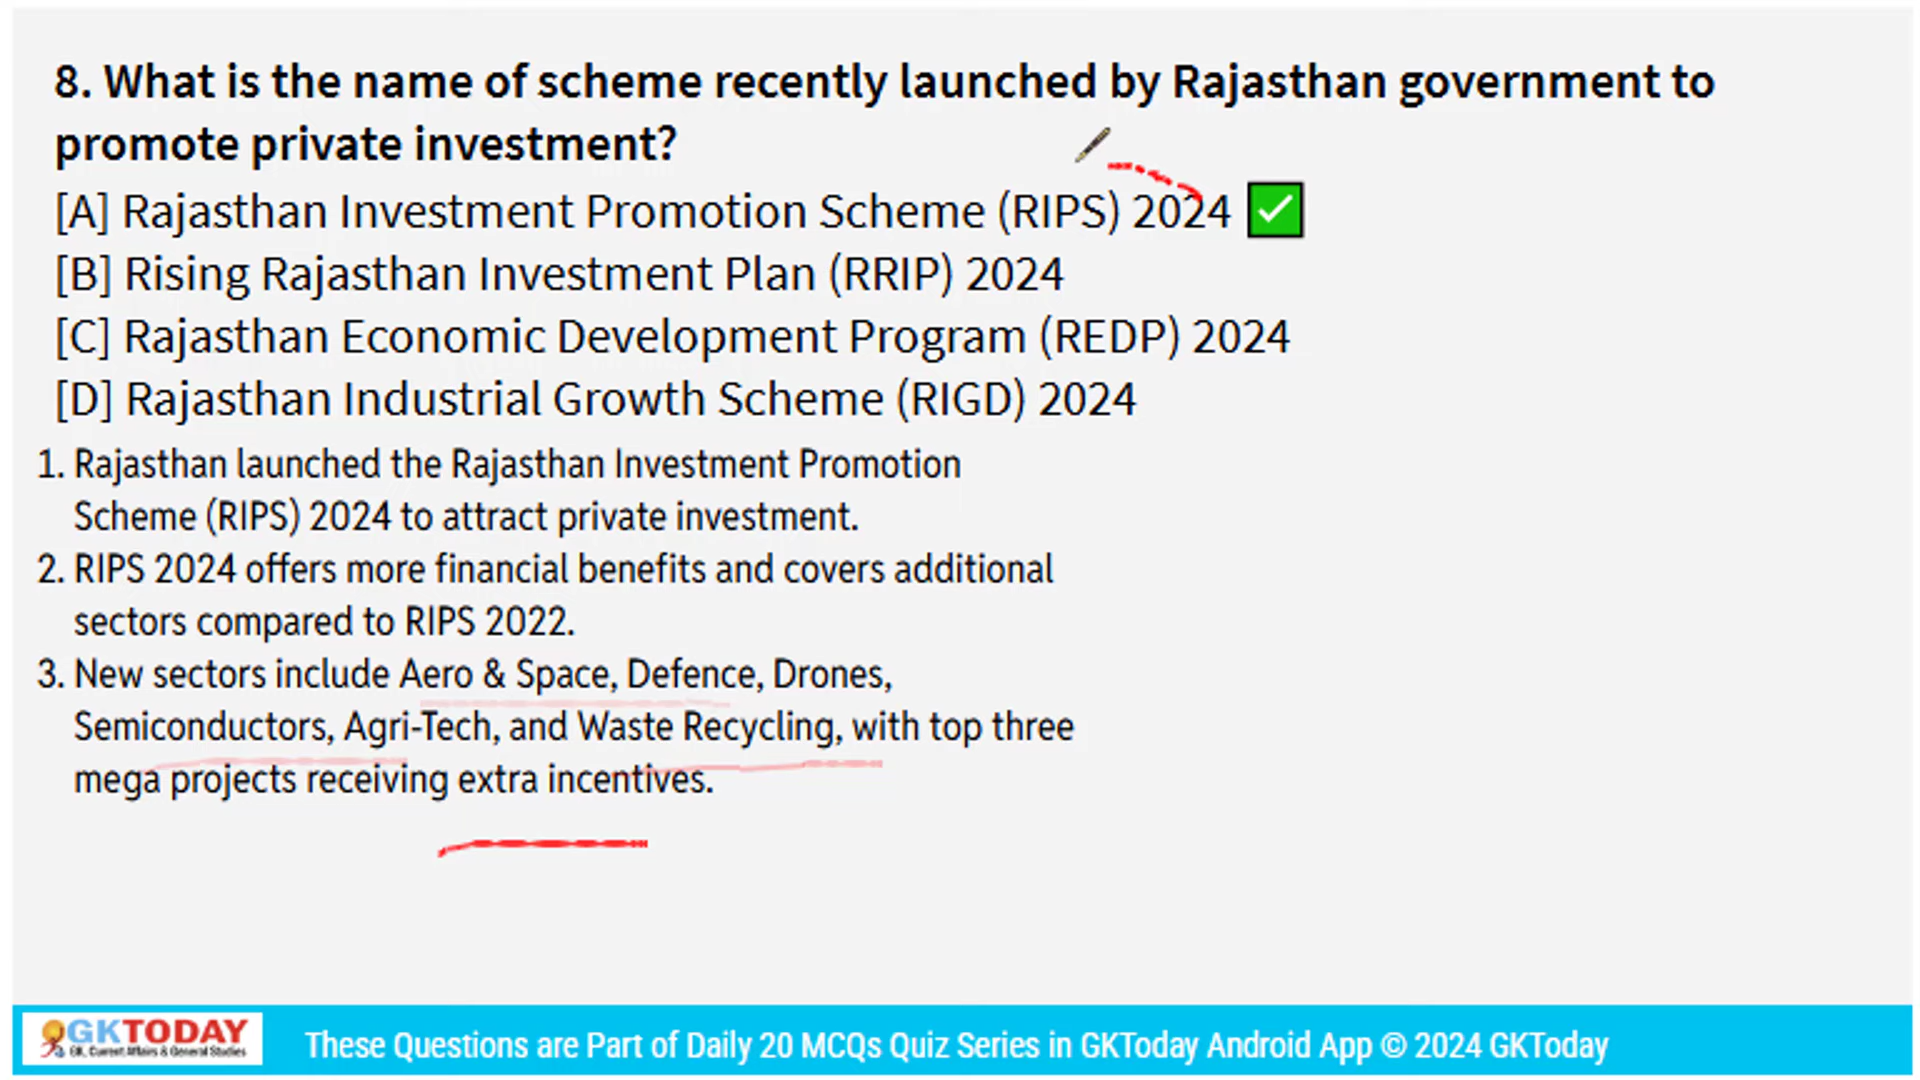 8. What is the name of scheme recently launched by Rajasthan government to
promote private investment?
[A] Rajasthan Investment Promotion Scheme (RIPS) 2024
[B] Rising Rajasthan Investment Plan (RRIP) 2024
[C] Rajasthan Economic Development Program (REDP) 2024
[D] Rajasthan Industrial Growth Scheme (RIGD) 2024
1. Rajasthan launched the Rajasthan Investment Promotion
Scheme (RIPS) 2024 to attract private investment.
2. RIPS 2024 offers more financial benefits and covers additional
sectors compared to RIPS 2022.
3. New sectors include Aero & Space, Defence, Drones,
Semiconductors, Agri-Tech, and Waste Recycling, with top three
mega projects receiving extra incentives.
GKTODAY
GK, Current Affairs & General Studies
These Questions are Part of Daily 20 MCQs Quiz Series in GKToday Android App © 2024 GKToday